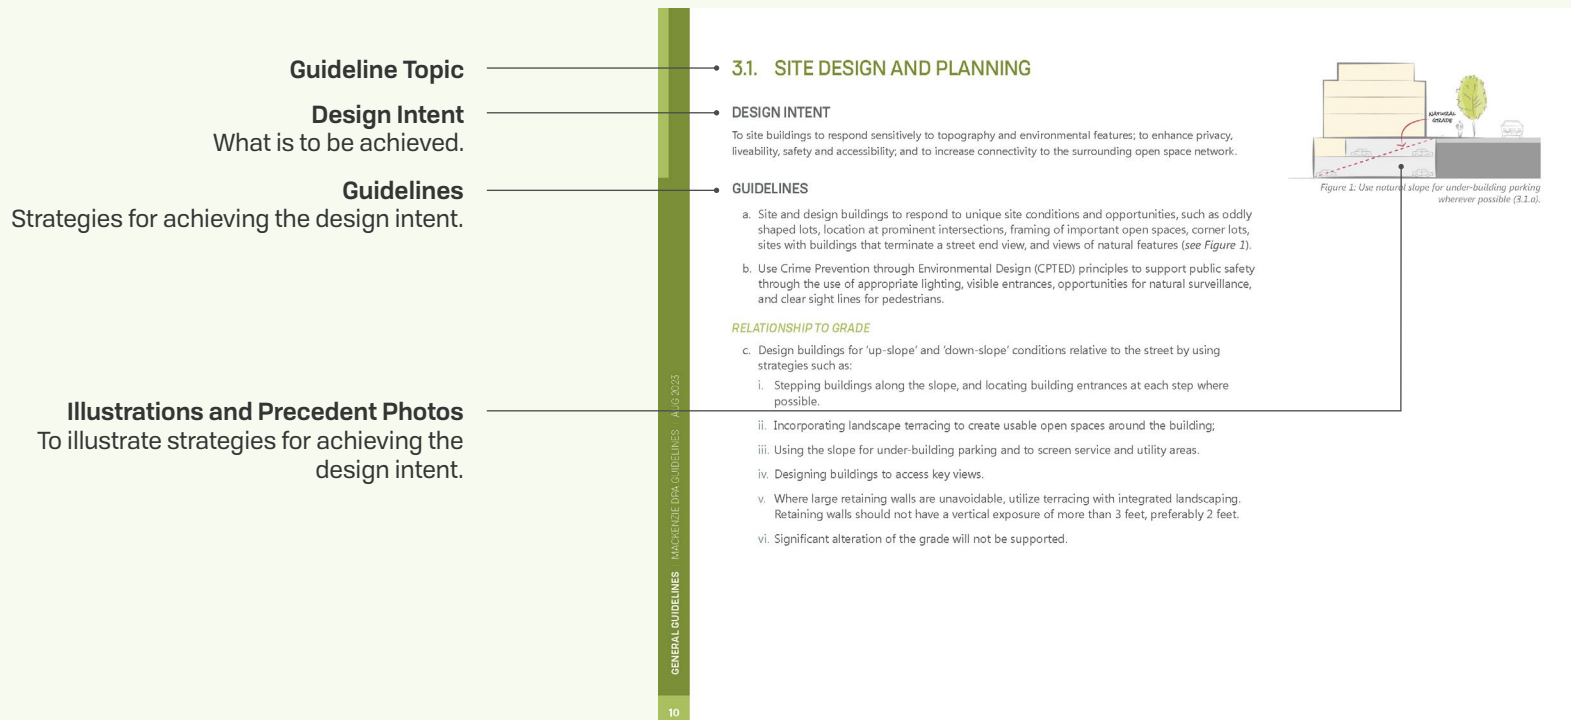 Guideline Topic
Design Intent
What is to be achieved.
Guidelines
Strategies for achieving the design intent.
Illustrations and Precedent Photos
To illustrate strategies for achieving the
design intent.
GENERAL GUIDELINES | MACKENZIE DPA GUIDELINES | AUG 2023
10
3.1. SITE DESIGN AND PLANNING
DESIGN INTENT
To site buildings to respond sensitively to topography and environmental features; to enhance privacy,
liveability, safety and accessibility; and to increase connectivity to the surrounding open space network.
GUIDELINES
a. Site and design buildings to respond to unique site conditions and opportunities, such as oddly
shaped lots, location at prominent intersections, framing of important open spaces, corner lots,
sites with buildings that terminate a street end view, and views of natural features (see Figure 1).
b. Use Crime Prevention through Environmental Design (CPTED) principles to support public safety
through the use of appropriate lighting, visible entrances, opportunities for natural surveillance,
and clear sight lines for pedestrians.
RELATIONSHIP TO GRADE
c. Design buildings for ‘up-slope’ and ‘down-slope’ conditions relative to the street by using
strategies such as:
i. Stepping buildings along the slope, and locating building entrances at each step where
possible.
ii. Incorporating landscape terracing to create usable open spaces around the building;
iii. Using the slope for under-building parking and to screen service and utility areas.
iv. Designing buildings to access key views.
v. Where large retaining walls are unavoidable, utilize terracing with integrated landscaping.
Retaining walls should not have a vertical exposure of more than 3 feet, preferably 2 feet.
vi. Significant alteration of the grade will not be supported.
NATURAL
GRADE
Figure 1: Use natural slope for under-building parking
wherever possible (3.1.a).